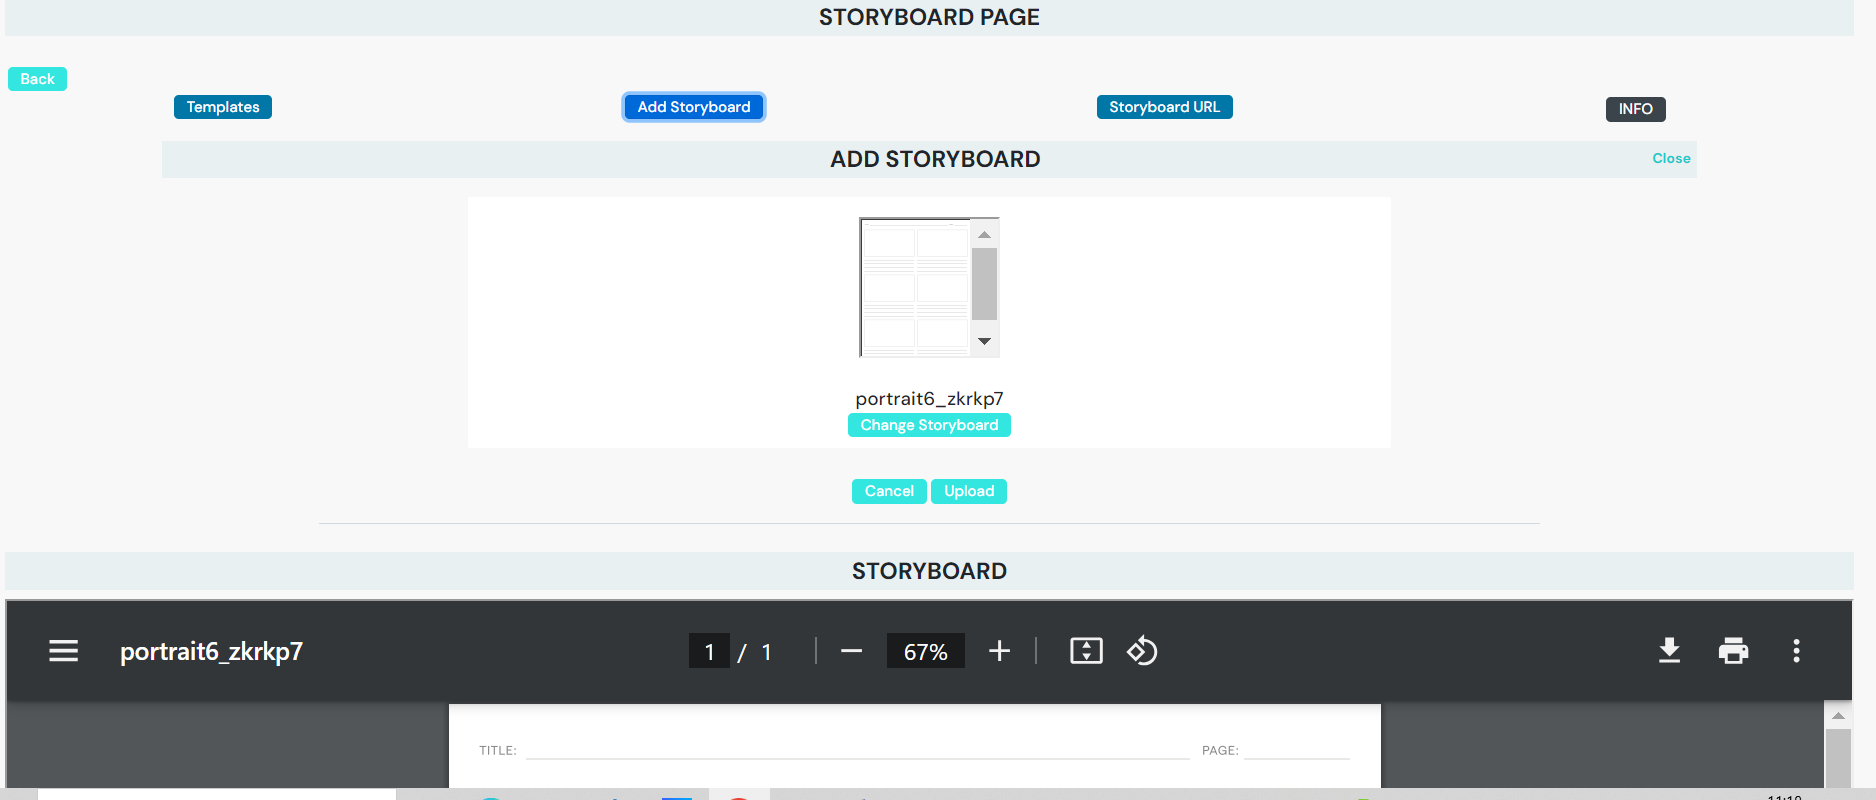 STORYBOARD PAGE
Back
Templates
Add Storyboard
Storyboard URL
INFO
ADD STORYBOARD
Close
portrait6_zkrkp7
Change Storyboard
Cancel Upload
STORYBOARD
portrait6_zkrkp7
1 / 1
67%
TITLE:
PAGE: